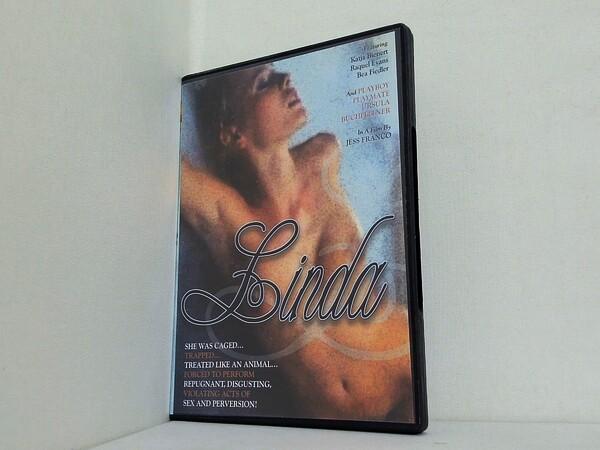 Featuring
Katja Bienert
Raquel Evans
Bea Fiedler
And PLAYBOY
PLAYMATE
URSULA
BUCHFELLNER
In A Film By
JESS FRANCO
Linda
SHE WAS CAGED...
TRAPPED...
TREATED LIKE AN ANIMAL...
FORCED TO PERFORM
REPUGNANT, DISGUSTING,
VIOLATING ACTS OF
SEX AND PERVERSION!